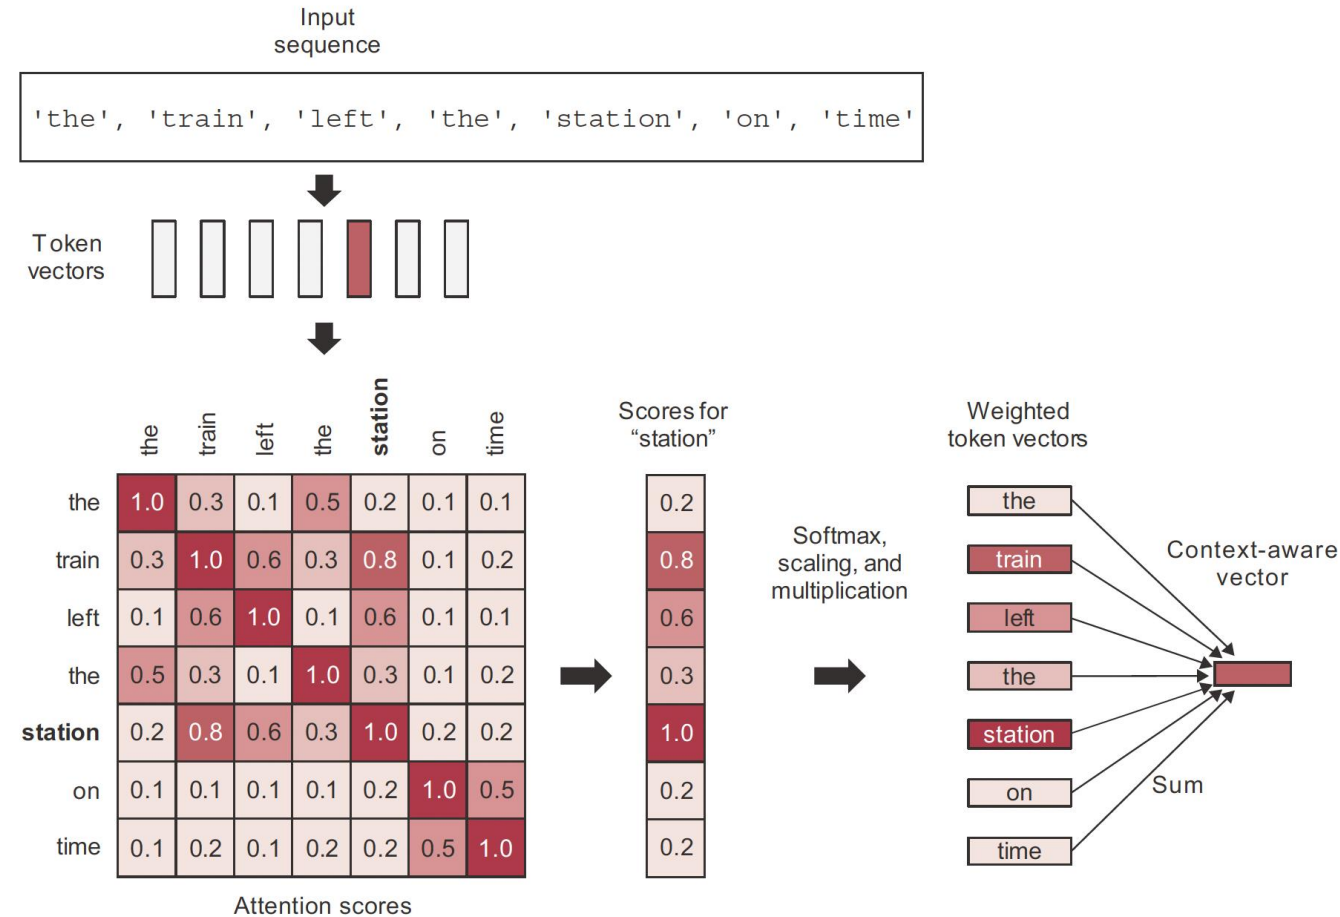 Input
sequence
'the', 'train', 'left', 'the', 'station', 'on', 'time'
Token
vectors
the train left the station on time
the 1.0 0.3 0.1 0.5 0.2 0.1 0.1
train 0.3 1.0 0.6 0.3 0.8 0.1 0.2
left 0.1 0.6 1.0 0.1 0.6 0.1 0.1
the 0.5 0.3 0.1 1.0 0.3 0.1 0.2
station 0.2 0.8 0.6 0.3 1.0 0.2 0.2
on 0.1 0.1 0.1 0.1 0.2 1.0 0.5
time 0.1 0.2 0.1 0.2 0.2 0.5 1.0
Attention scores
Scores for
“station”
0.2
0.8
0.6
0.3
1.0
0.2
0.2
Softmax,
scaling, and
multiplication
Weighted
token vectors
the
train
left
the
station
on
time
Sum
Context-aware
vector